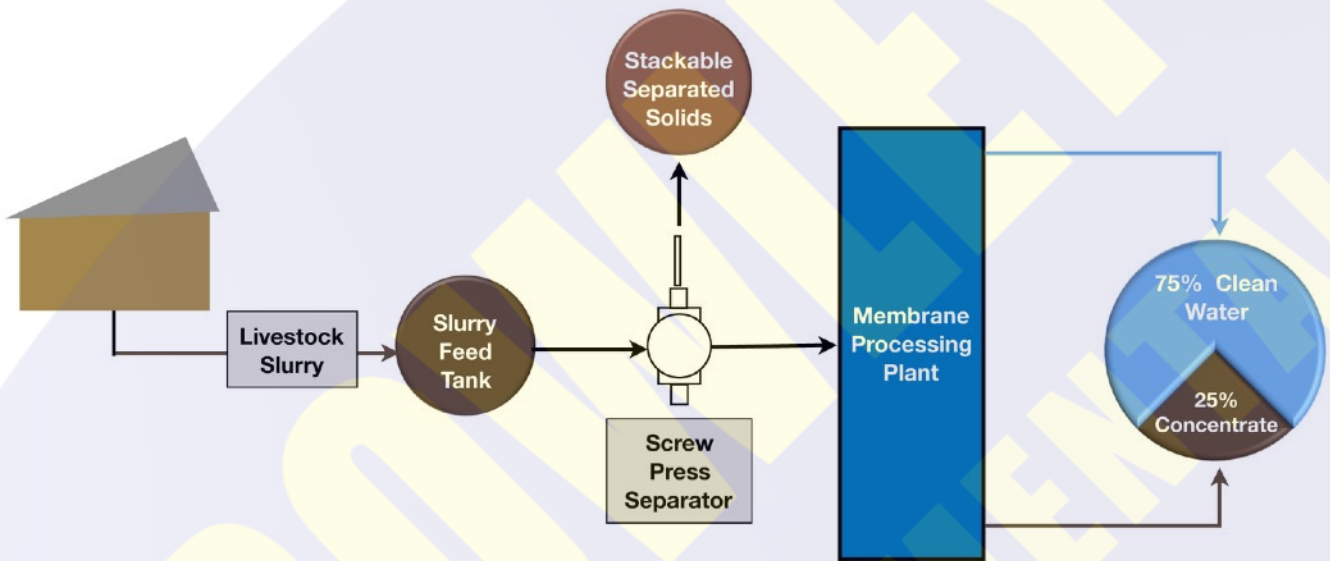 Stackable
Separated
Solids
Livestock
Slurry
Slurry
Feed
Tank
Screw
Press
Separator
Membrane
Processing
Plant
75% Clean
Water
25%
Concentrate